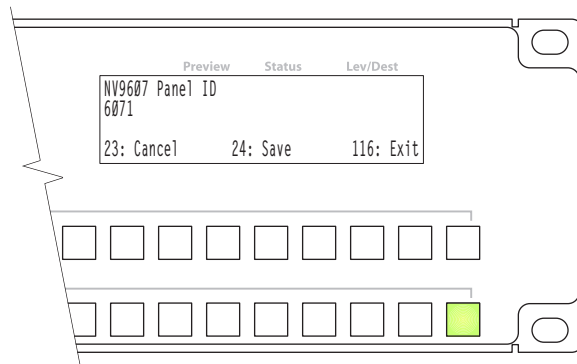 Preview Status Lev/Dest
NV9607 Panel ID
6071
23: Cancel 24: Save 116: Exit